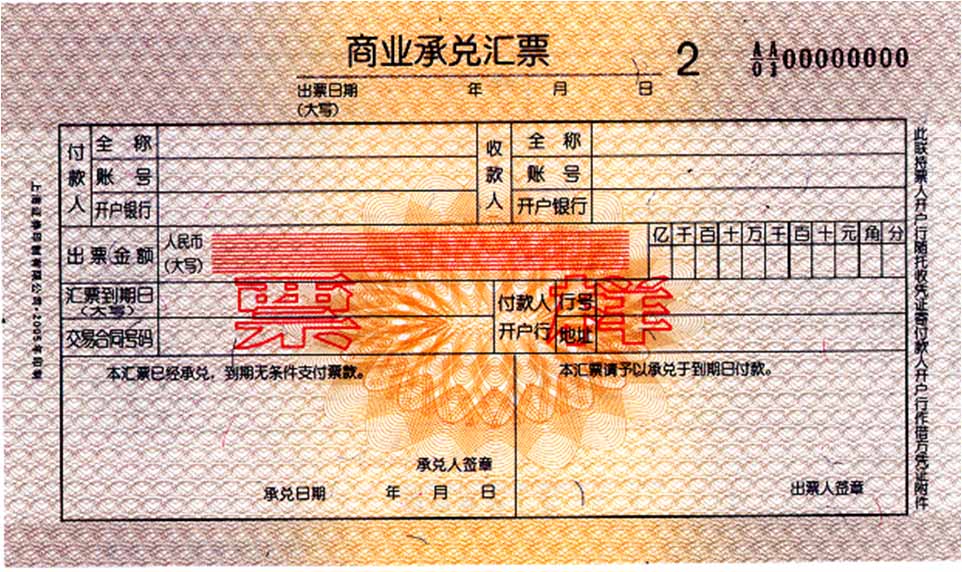 商业承兑汇票 2 A A 00000000
0 1
出票日期 年 月 日
(大写)
付款人
全称
账号
开户银行
收款人
全称
账号
开户银行
出票金额
人民币
(大写)
亿 千 百 十 万 千 百 十 元 角 分
汇票到期日
(大写)
付款人
开户行
行号
地址
交易合同号码
票样
本汇票已经承兑，到期无条件支付票款。
承兑人签章
承兑日期 年 月 日
本汇票请予以承兑于到期日付款。
出票人签章
此联持票人开户行随托收凭证寄付款人开户行作借方凭证附件